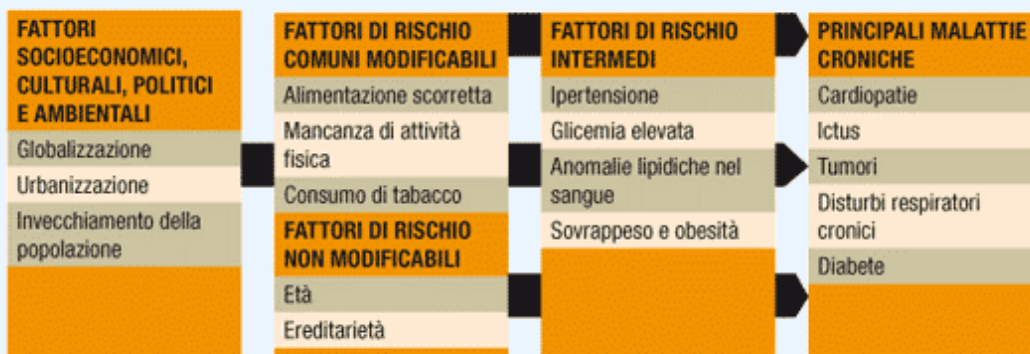 FATTORI
SOCIOECONOMICI,
CULTURALI, POLITICI
E AMBIENTALI
Globalizzazione
Urbanizzazione
Invecchiamento della
popolazione
FATTORI DI RISCHIO
COMUNI MODIFICABILI
Alimentazione scorretta
Mancanza di attività
fisica
Consumo di tabacco
FATTORI DI RISCHIO
NON MODIFICABILI
Età
Ereditarietà
FATTORI DI RISCHIO
INTERMEDI
Ipertensione
Glicemia elevata
Anomalie lipidiche nel
sangue
Sovrappeso e obesità
PRINCIPALI MALATTIE
CRONICHE
Cardiopatie
Ictus
Tumori
Disturbi respiratori
cronici
Diabete